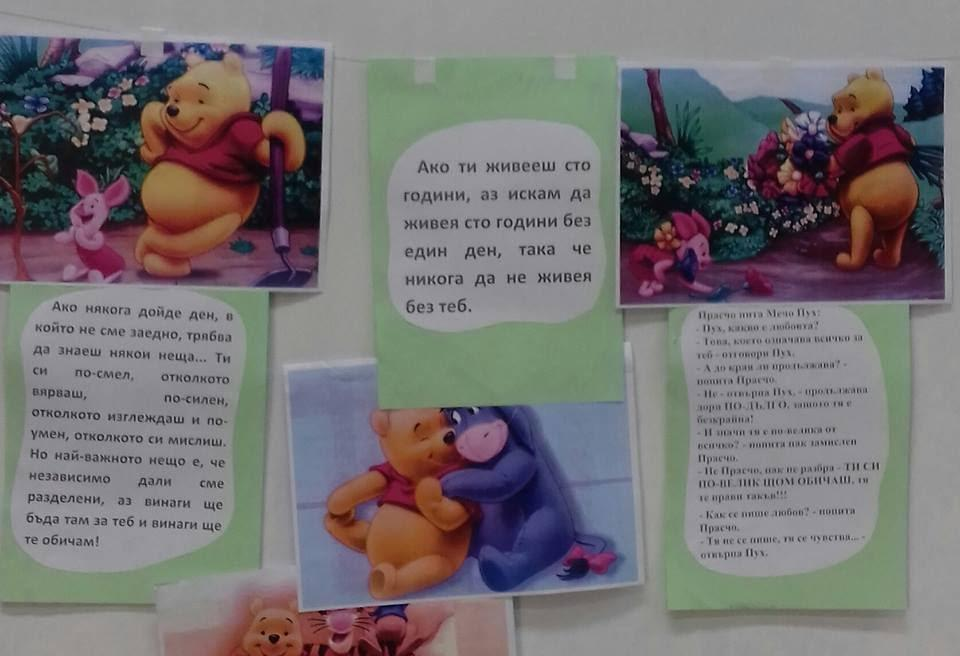 Ако ти живееш сто
години, аз искам да
живея сто години без
един ден, така че
никога да не живея
без теб.
Ако някога дойде ден, в
който не сме заедно, трябва
да знаеш някои неща... Ти
си по-смел, отколкото
вярваш, по-силен,
отколкото изглеждаш и по-
умен, отколкото си мислиш.
Но най-важното нещо е, че
независимо дали сме
разделени, аз винаги ще
бъда там за теб и винаги ще
те обичам!
Прасчо пита Мечо Пух:
- Пух, какво е любовта?
- Това, което означава всичко за
теб - отговори Пух.
- А до края ли продължава? -
попита Прасчо.
- Не - отвърна Пух, - продължава
дори ПО-ДЪЛГО, защото тя е
безкрайна!
- И значи тя е по-велика от
всичко? - попита пак замислен
Прасчо.
- Не Прасчо, пак не разбра - ТИ СИ
ПО-ВЕЛИК ЩОМ ОБИЧАШ, тя
те прави такъв!!!
- Как се пише любов? - попита
Прасчо.
- Тя не се пише, тя се чувства... -
отвърна Пух.